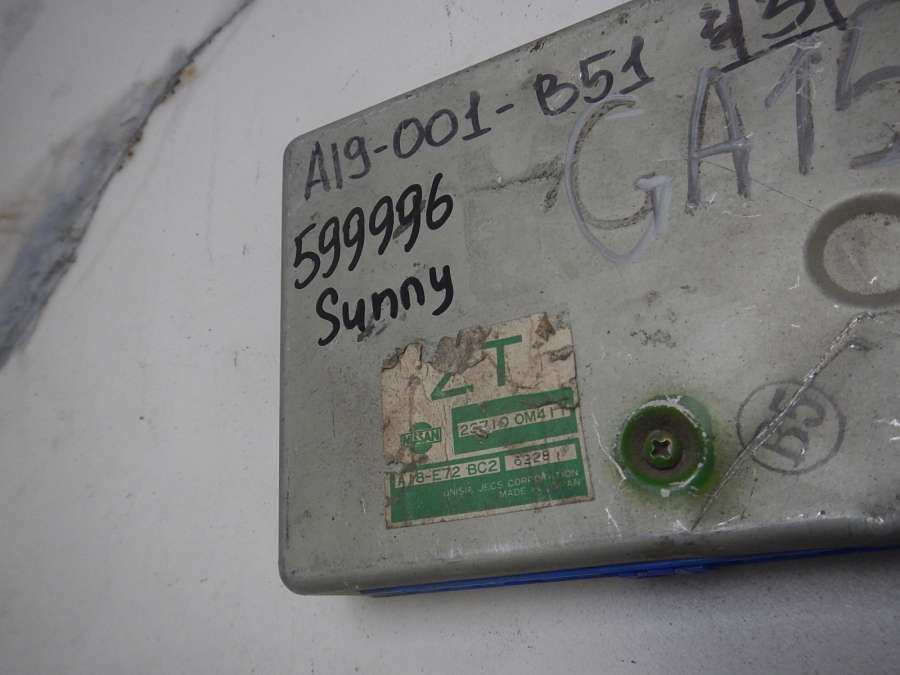 A19-001-B51
GA15
599996
Sunny
ZT
NISSAN
23710 0M411
A18-E72 BC2 6328
UNISIA JECS CORPORATION
MADE IN JAPAN
B5